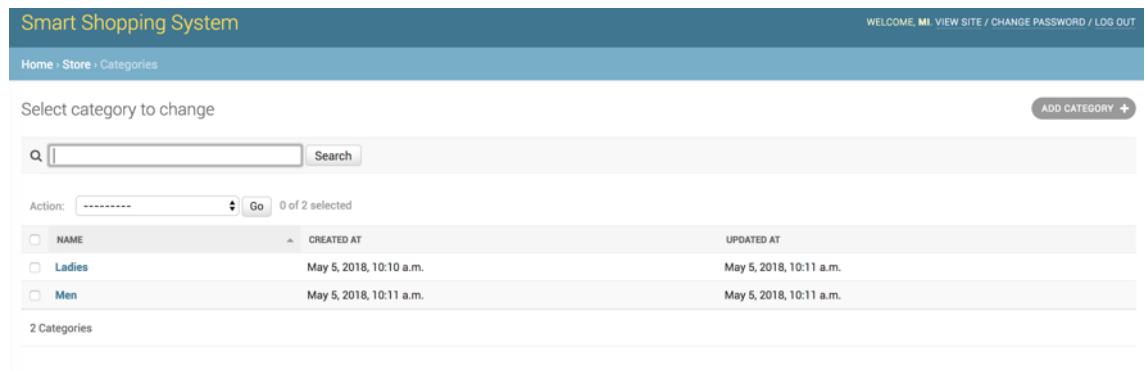 Smart Shopping System
WELCOME, MI. VIEW SITE / CHANGE PASSWORD / LOG OUT
Home › Store › Categories
Select category to change
ADD CATEGORY +
Search
Action: --------- Go 0 of 2 selected
NAME CREATED AT UPDATED AT
Ladies May 5, 2018, 10:10 a.m. May 5, 2018, 10:11 a.m.
Men May 5, 2018, 10:11 a.m. May 5, 2018, 10:11 a.m.
2 Categories